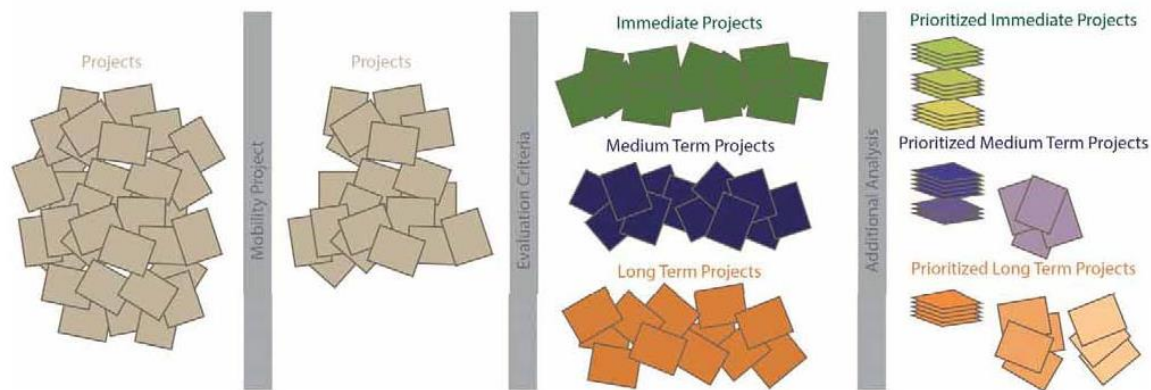 Projects
Mobility Project
Projects
Evaluation Criteria
Immediate Projects
Medium Term Projects
Long Term Projects
Additional Analysis
Prioritized Immediate Projects
Prioritized Medium Term Projects
Prioritized Long Term Projects